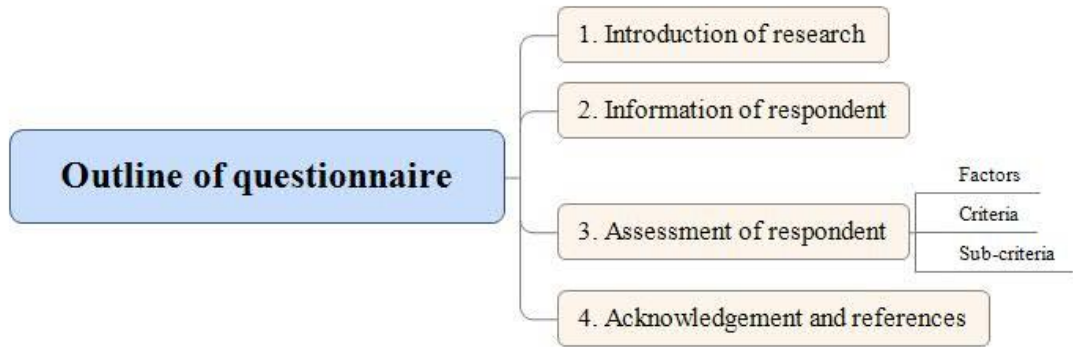 Outline of questionnaire
1. Introduction of research
2. Information of respondent
3. Assessment of respondent
Factors
Criteria
Sub-criteria
4. Acknowledgement and references